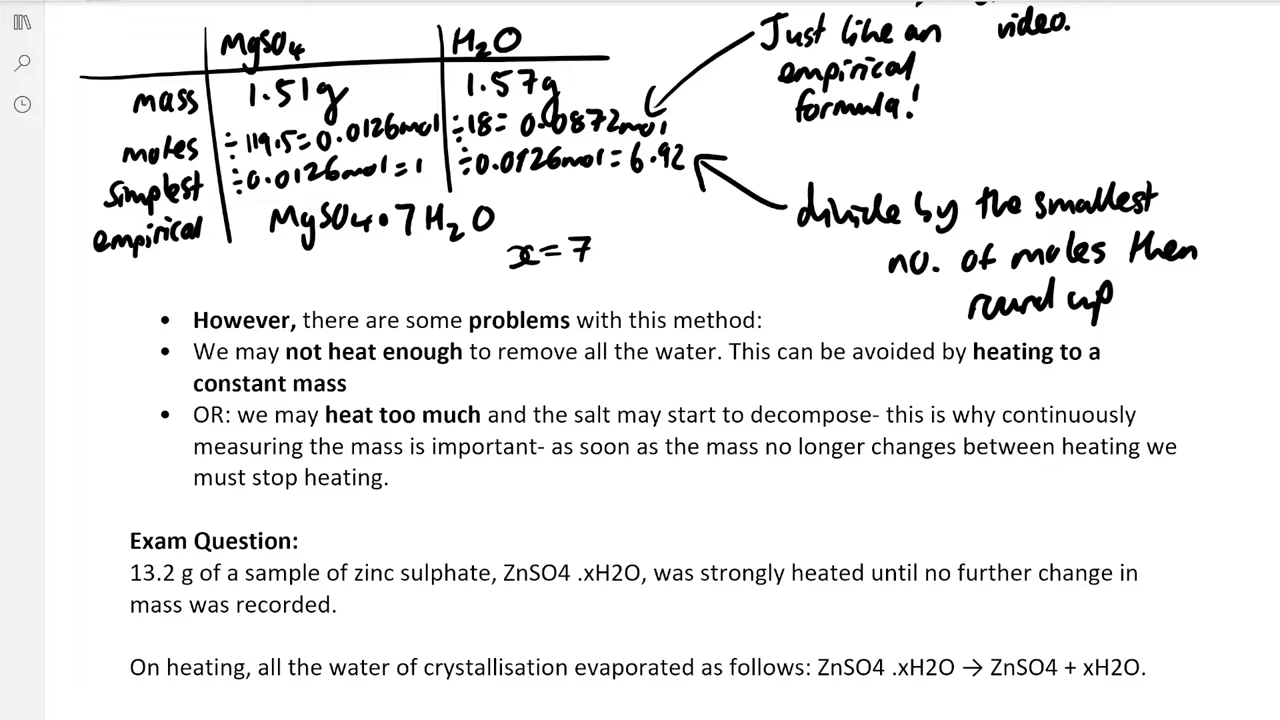 video.
Just like an
empirical
formula!
MgSO4 H2O
mass 1.51g 1.57g
moles ÷119.5=0.0126mol ÷18=0.0872mol
simplest ÷0.0126mol=1 ÷0.0126mol=6.92
empirical MgSO4•7H2O
x=7
divide by the smallest
no. of moles then
round up
• However, there are some problems with this method:
• We may not heat enough to remove all the water. This can be avoided by heating to a
constant mass
• OR: we may heat too much and the salt may start to decompose- this is why continuously
measuring the mass is important- as soon as the mass no longer changes between heating we
must stop heating.
Exam Question:
13.2 g of a sample of zinc sulphate, ZnSO4 .xH2O, was strongly heated until no further change in
mass was recorded.
On heating, all the water of crystallisation evaporated as follows: ZnSO4 .xH2O → ZnSO4 + xH2O.